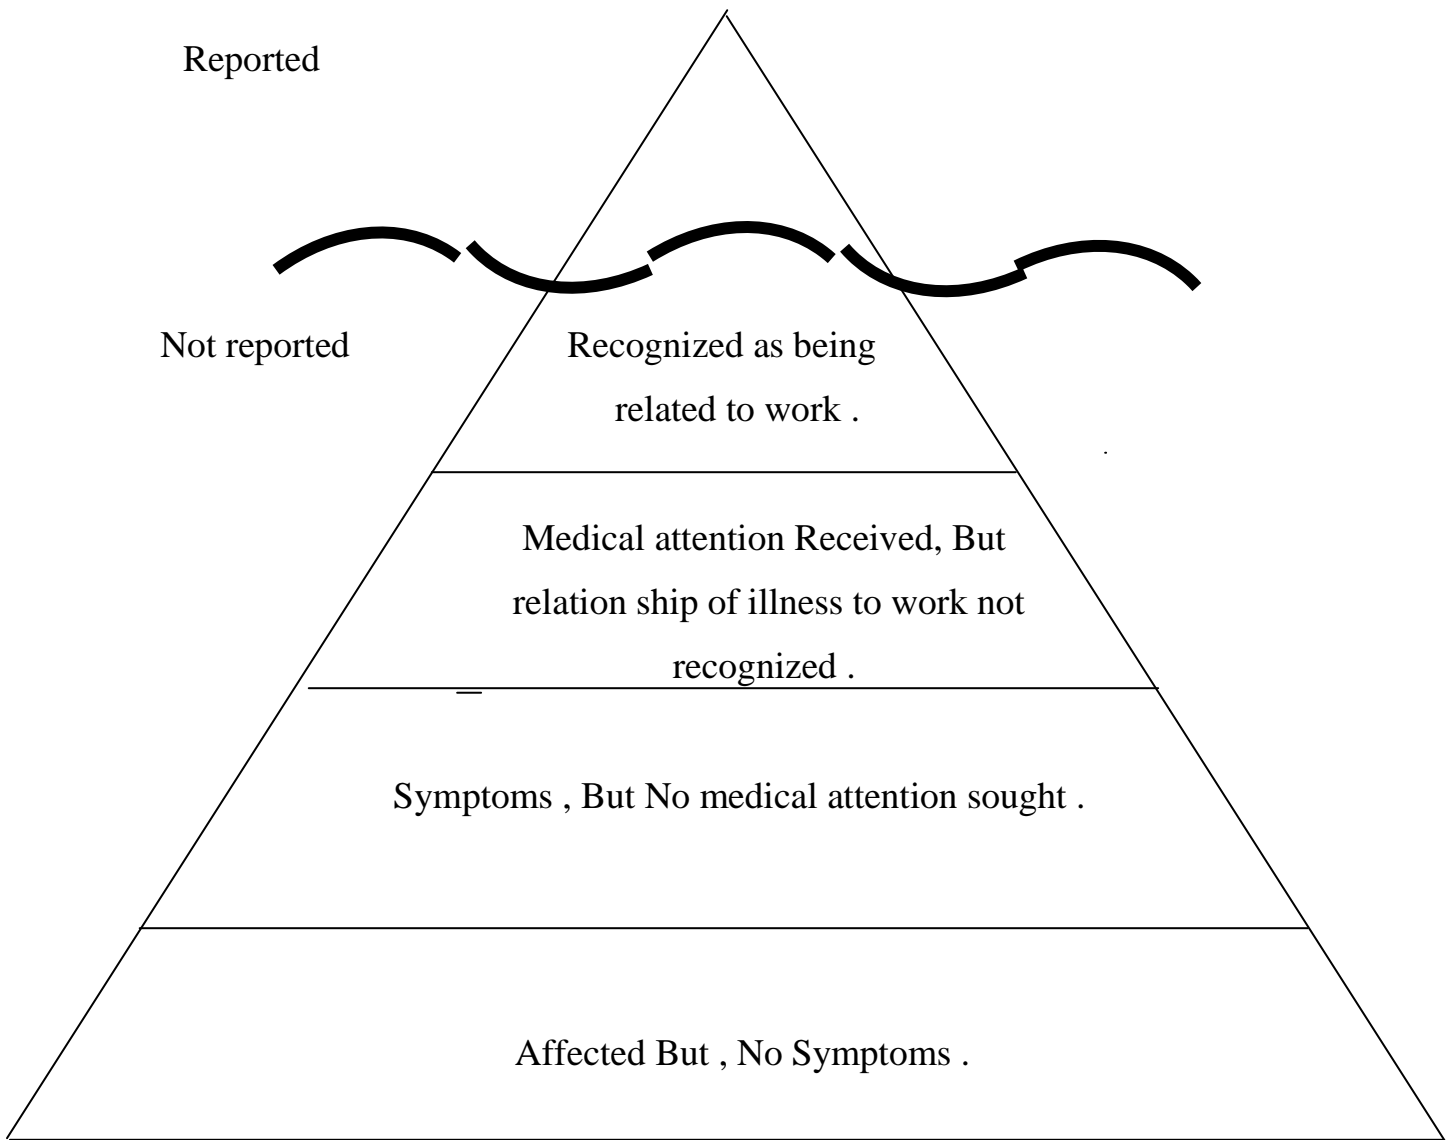 Reported
Not reported
Recognized as being
related to work .
Medical attention Received, But
relation ship of illness to work not
recognized .
Symptoms , But No medical attention sought .
Affected But , No Symptoms .